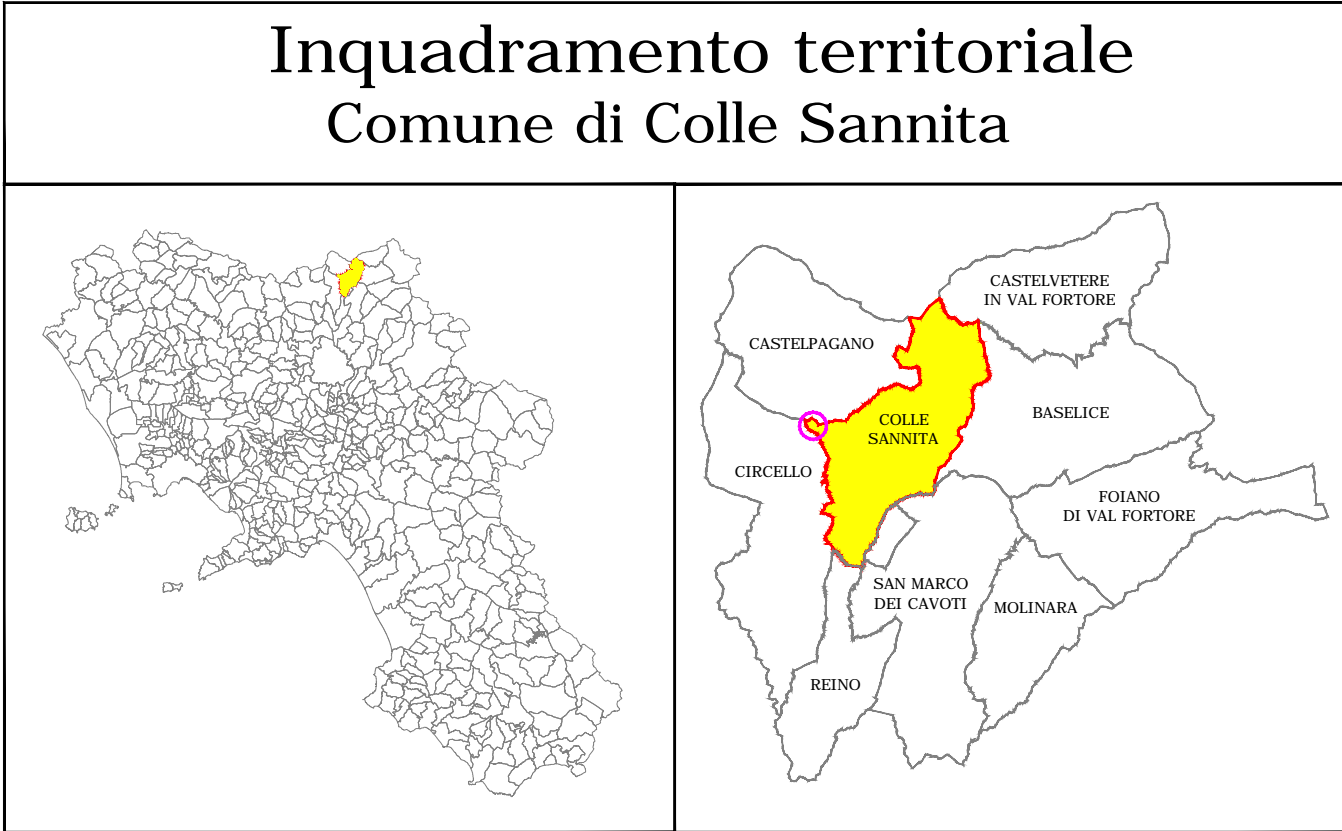 Inquadramento territoriale
Comune di Colle Sannita
CASTELVETERE
IN VAL FORTORE
CASTELPAGANO
BASELICE
COLLE
SANNITA
CIRCELLO
FOIANO
DI VAL FORTORE
SAN MARCO
DEI CAVOTI
MOLINARA
REINO